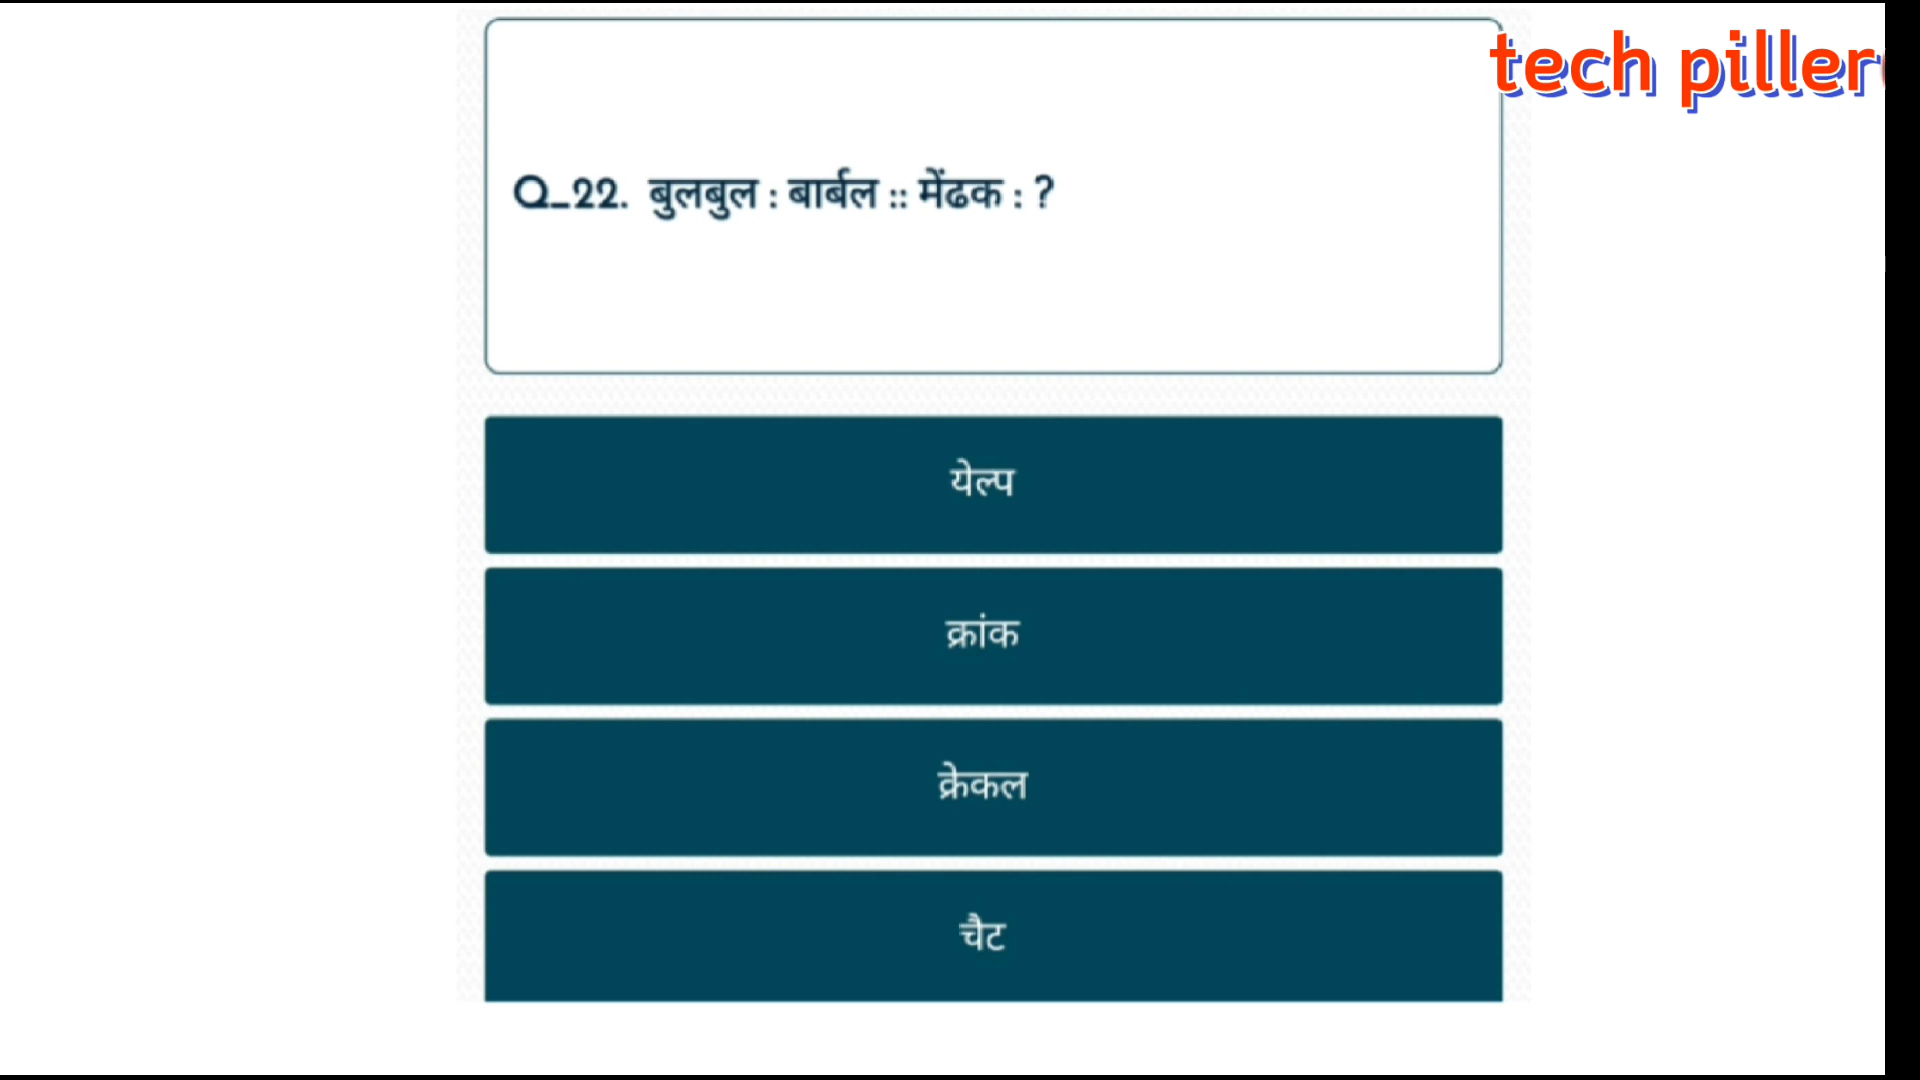 tech piller
Q_22. बुलबुल : बार्बल :: मेंढक : ?
येल्प
क्रांक
क्रेकल
चैट